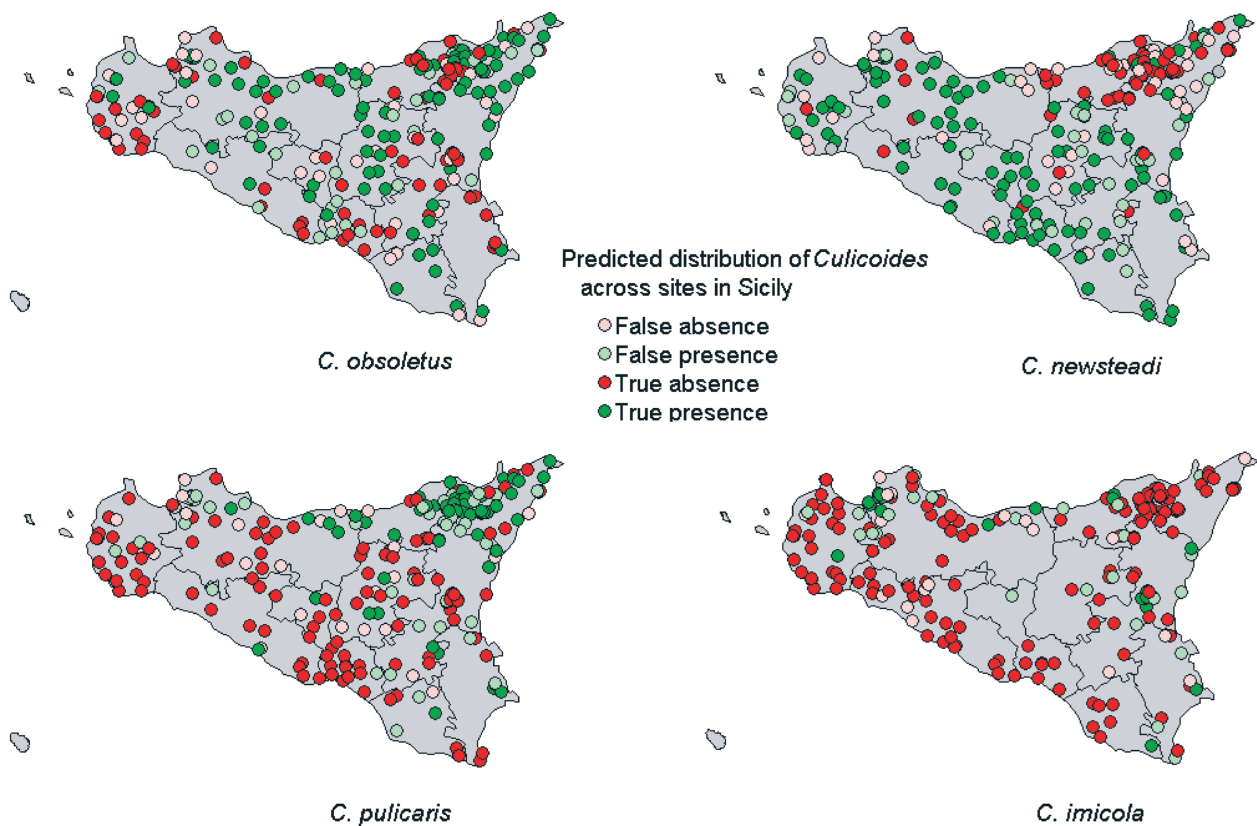 Predicted distribution of Culicoides
across sites in Sicily
False absence
False presence
True absence
True presence
C. obsoletus
C. newsteadi
C. pulicaris
C. imicola